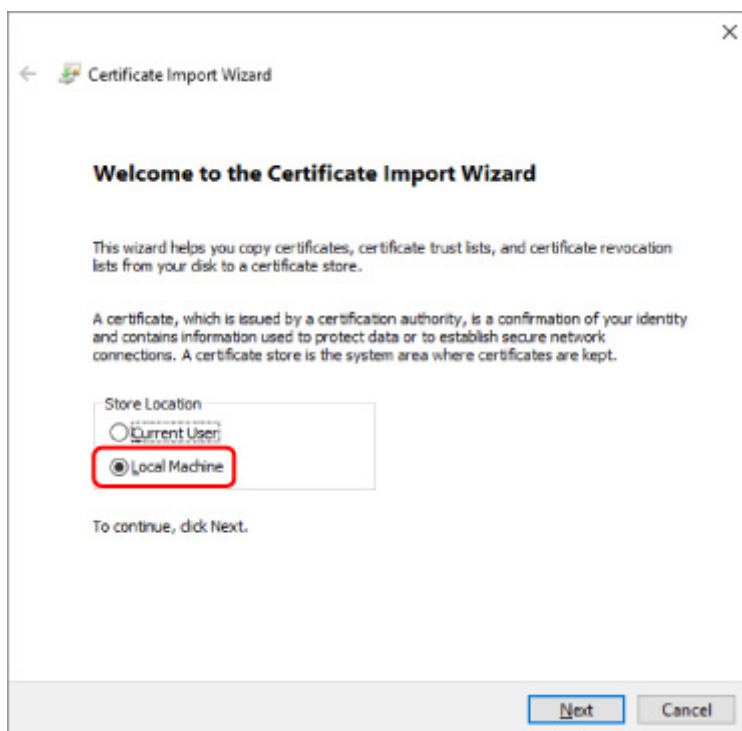 Certificate Import Wizard
Welcome to the Certificate Import Wizard
This wizard helps you copy certificates, certificate trust lists, and certificate revocation
lists from your disk to a certificate store.
A certificate, which is issued by a certification authority, is a confirmation of your identity
and contains information used to protect data or to establish secure network
connections. A certificate store is the system area where certificates are kept.
Store Location
Current User
Local Machine
To continue, click Next.
Next Cancel